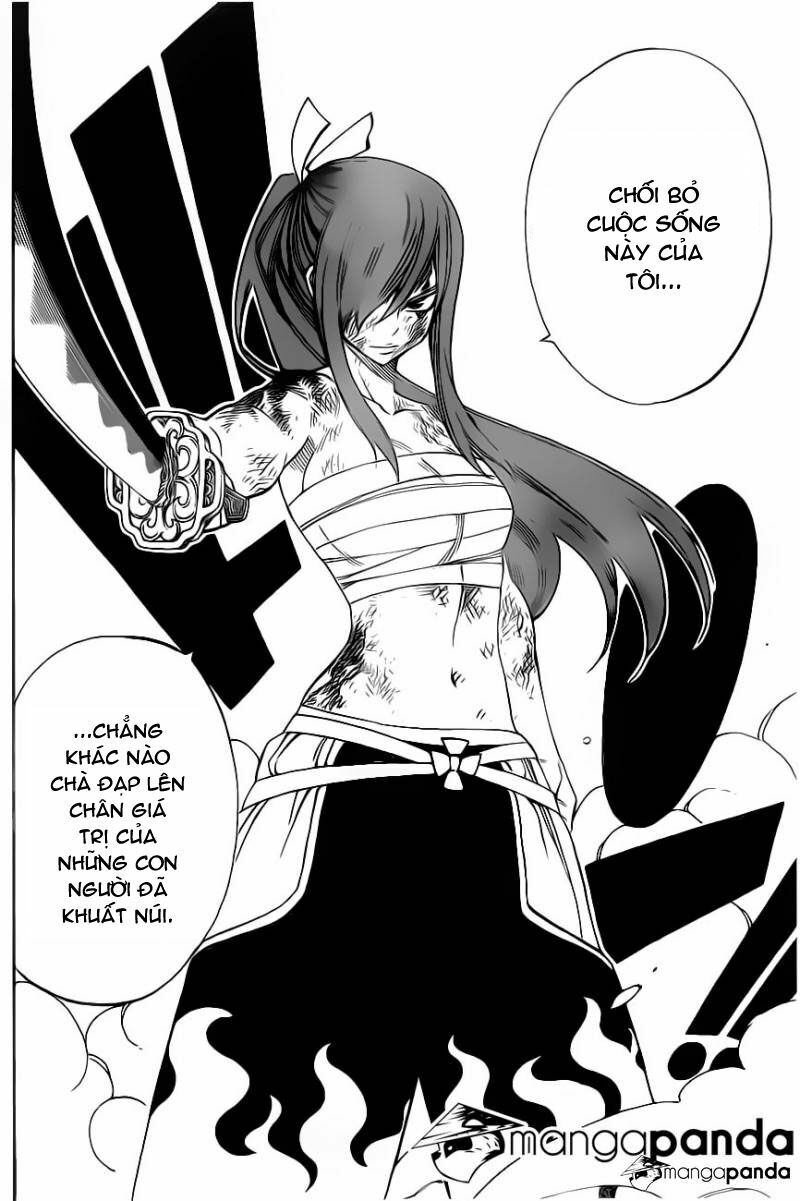 CHỐI BỎ
CUỘC SỐNG
NÀY CỦA
TÔI...
...CHẲNG
KHÁC NÀO
CHÀ ĐẠP LÊN
CHÂN GIÁ
TRỊ CỦA
NHỮNG CON
NGƯỜI ĐÃ
KHUẤT NÚI.
mangapanda
mangapanda